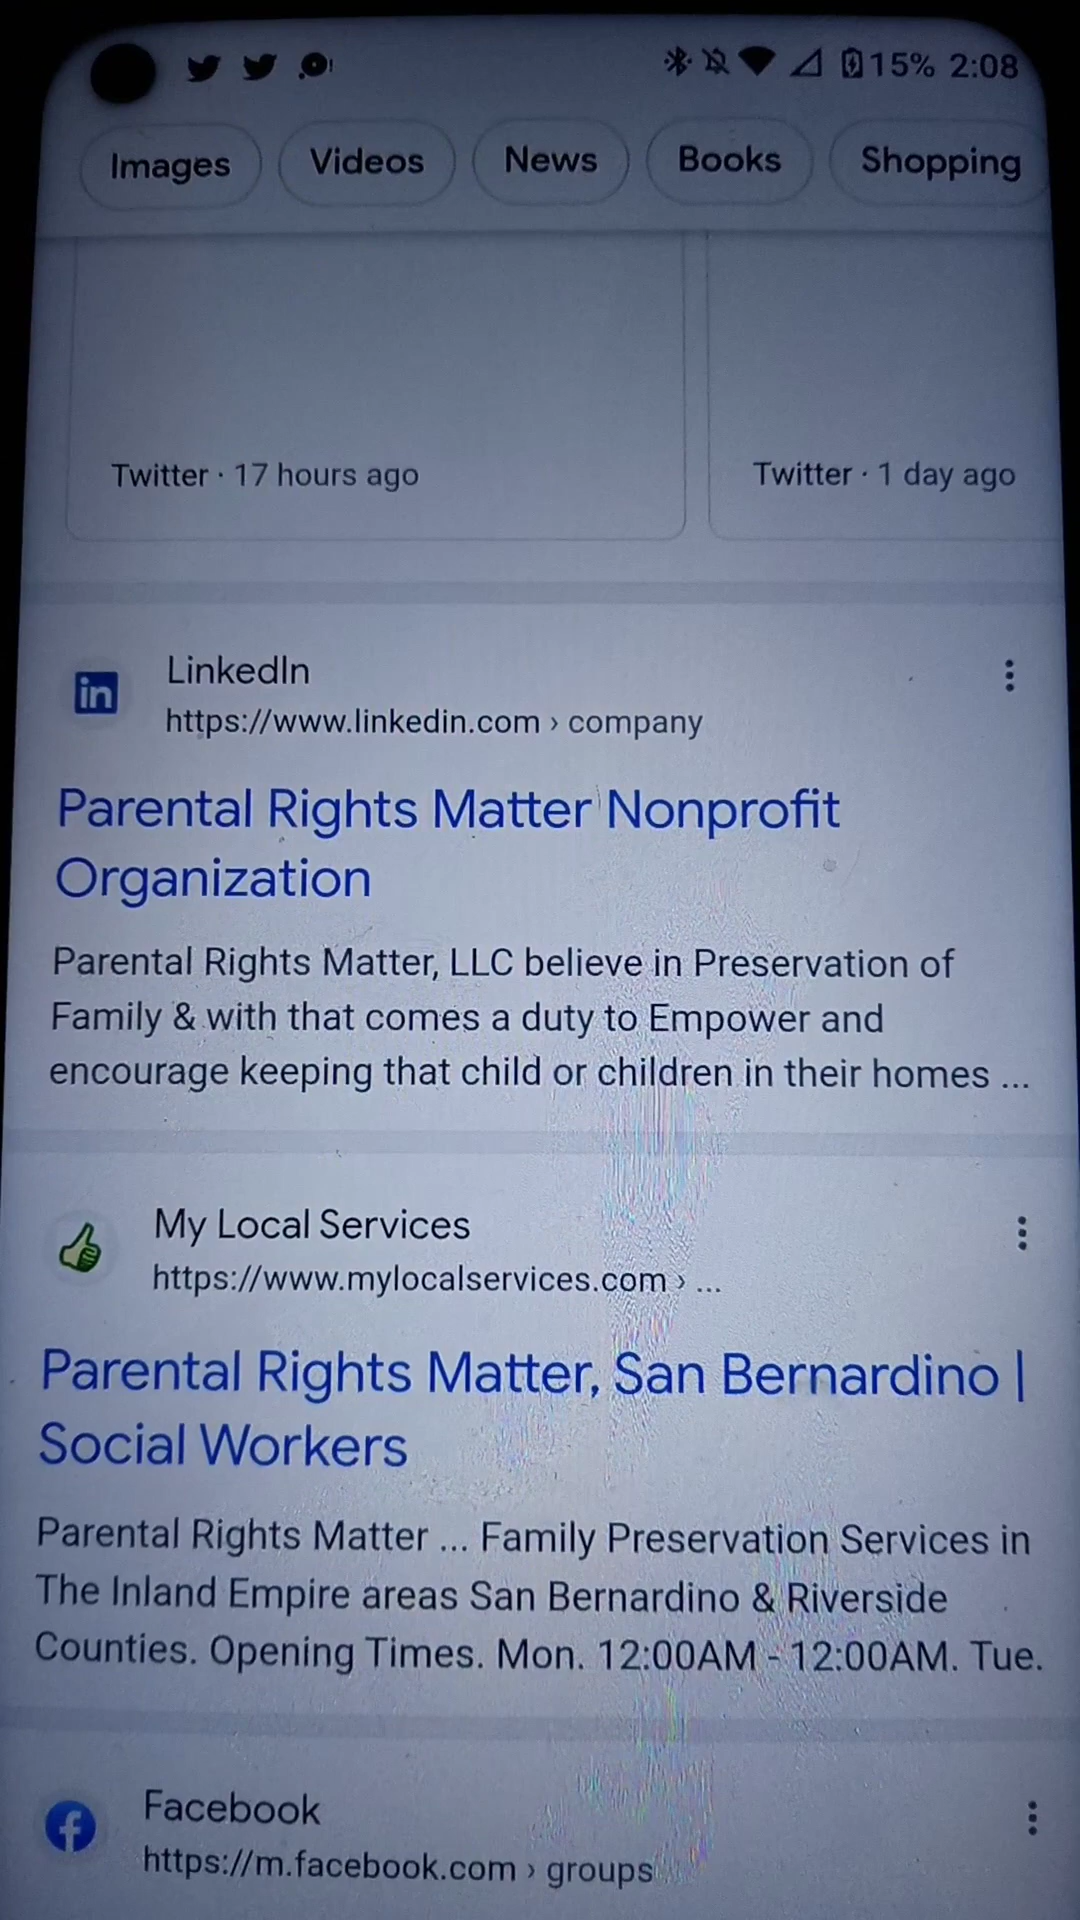 15% 2:08
Images Videos News Books Shopping
Twitter · 17 hours ago
Twitter · 1 day ago
in LinkedIn
https://www.linkedin.com › company
Parental Rights Matter Nonprofit
Organization
Parental Rights Matter, LLC believe in Preservation of
Family & with that comes a duty to Empower and
encourage keeping that child or children in their homes ...
My Local Services
https://www.mylocalservices.com › ...
Parental Rights Matter, San Bernardino |
Social Workers
Parental Rights Matter ... Family Preservation Services in
The Inland Empire areas San Bernardino & Riverside
Counties. Opening Times. Mon. 12:00AM - 12:00AM. Tue.
f Facebook
https://m.facebook.com › groups